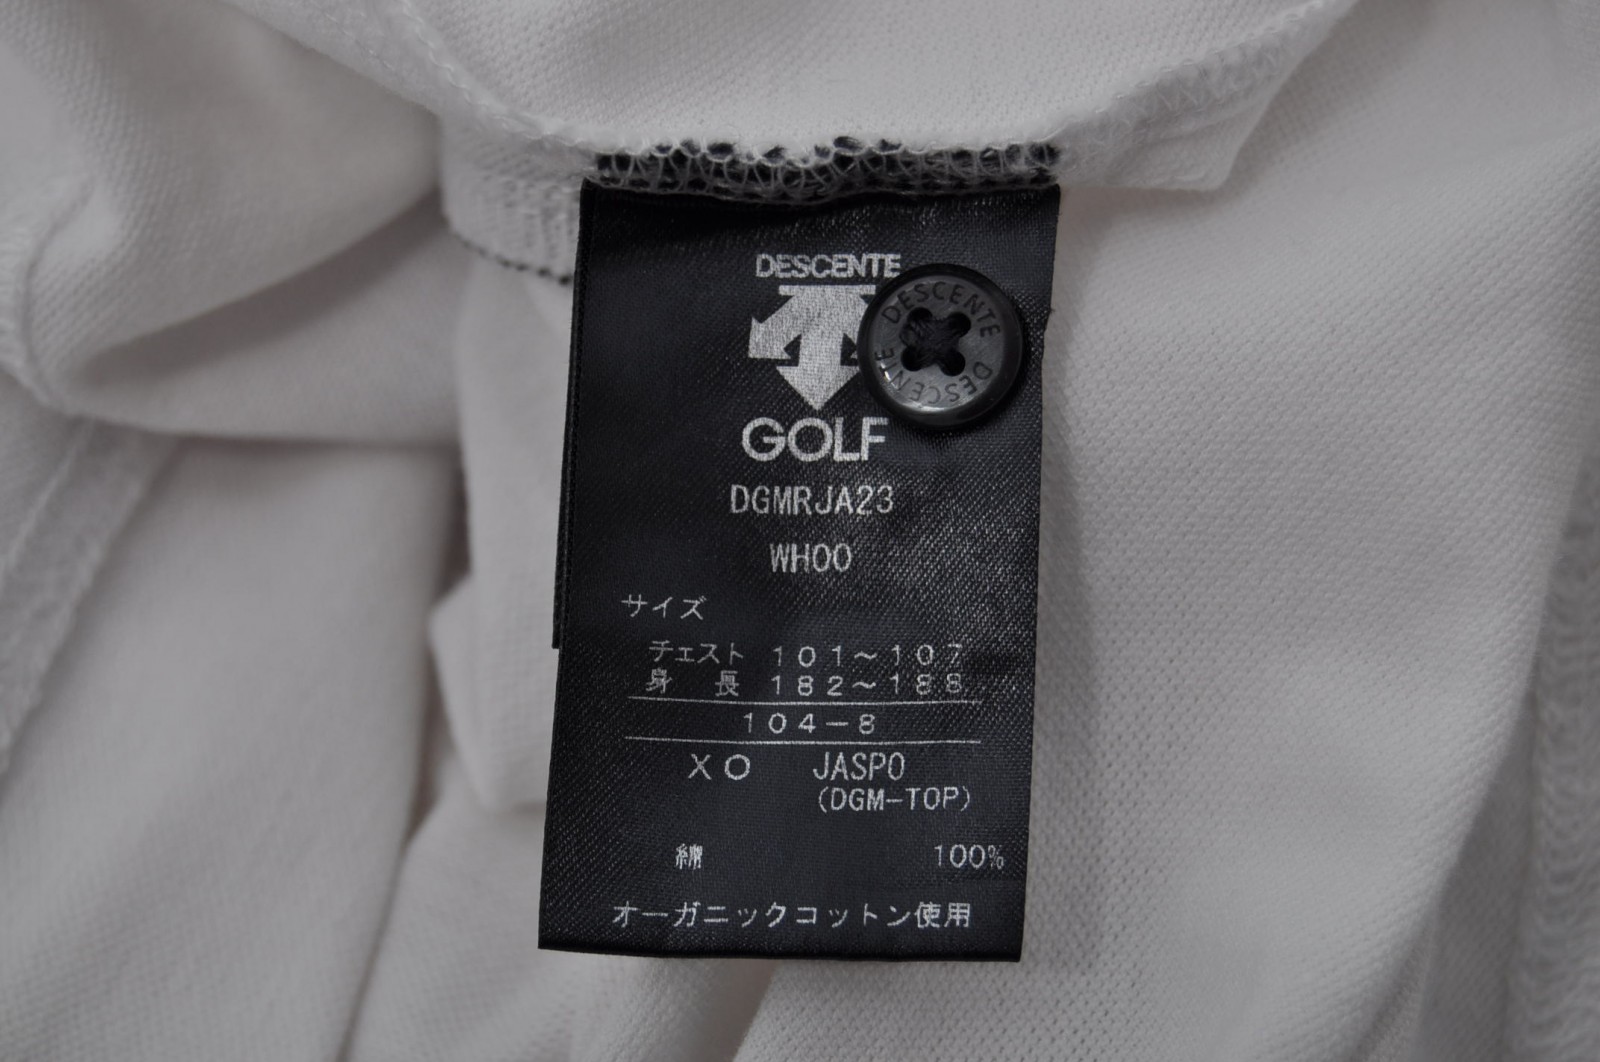 DESCENTE
DESCENTE DESCENTE
GOLF
DGMRJA23
WH00
サイズ
チェスト 101～107
身 長 182～188
104－8
XO JASPO
(DGM-TOP)
綿 100%
オーガニックコットン使用